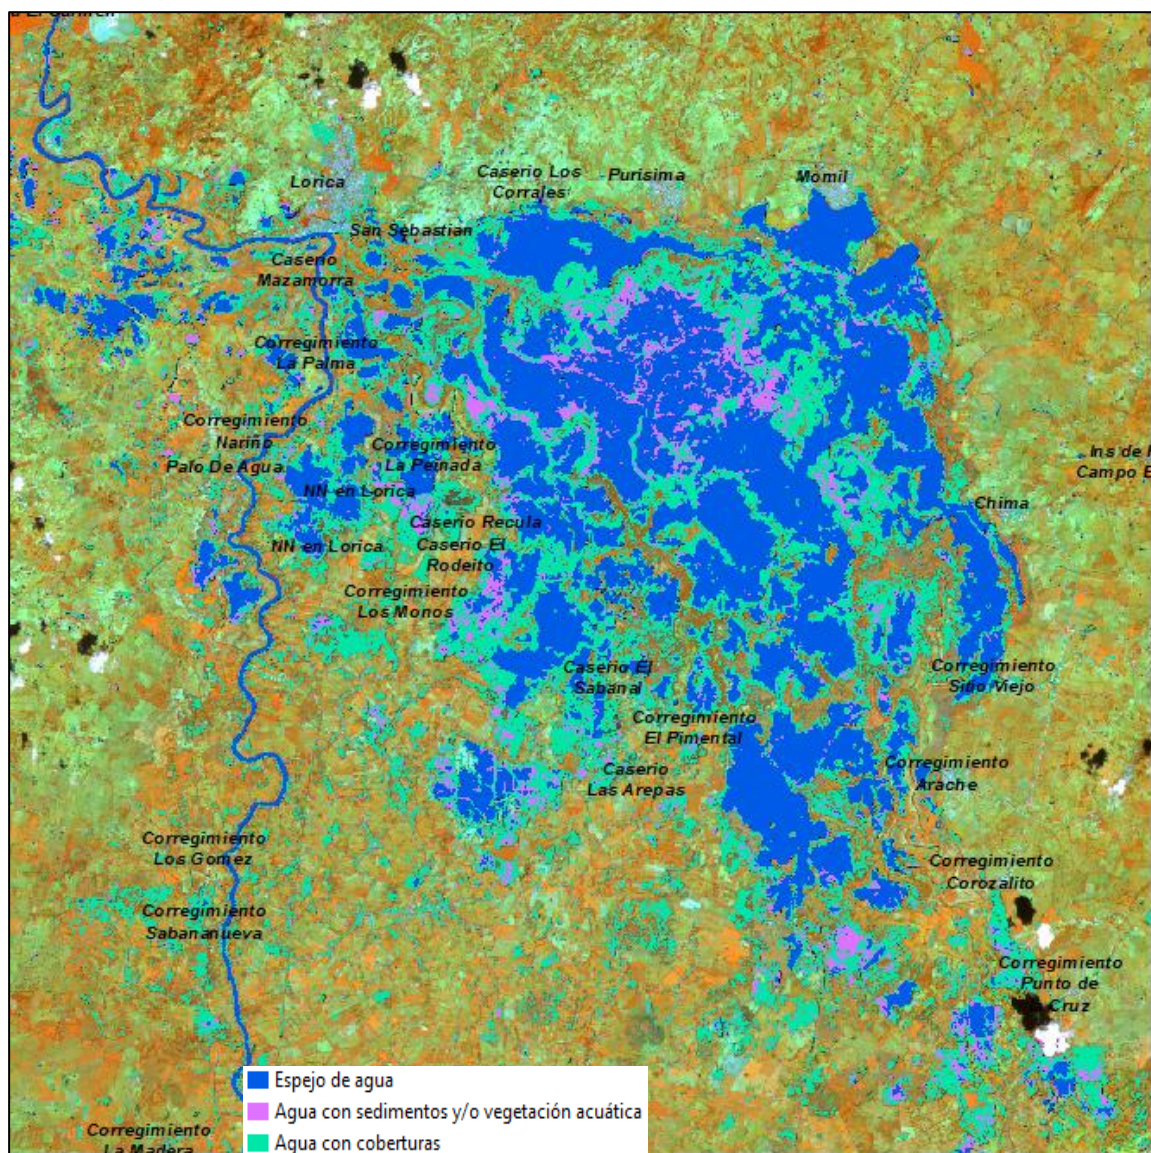 El Carmen
Caserio Los
Corrales
Purisima
Momil
Lorica
San Sebastian
Caserio
Mazamorra
Corregimiento
La Palma
Corregimiento
Nariño
Palo De Agua
Corregimiento
La Peinada
NN en Lorica
Ins de P
Campo E
Chima
Caserio Recula
NN en Lorica
Caserio El
Rodeito
Corregimiento
Los Monos
Caserio El
Sabanal
Corregimiento
Sitio Viejo
Corregimiento
El Pimental
Caserio
Las Arepas
Corregimiento
Arache
Corregimiento
Los Gomez
Corregimiento
Corozalito
Corregimiento
Sabananueva
Corregimiento
Punto de
Cruz
Corregimiento
La Madera
Espejo de agua
Agua con sedimentos y/o vegetación acuática
Agua con coberturas